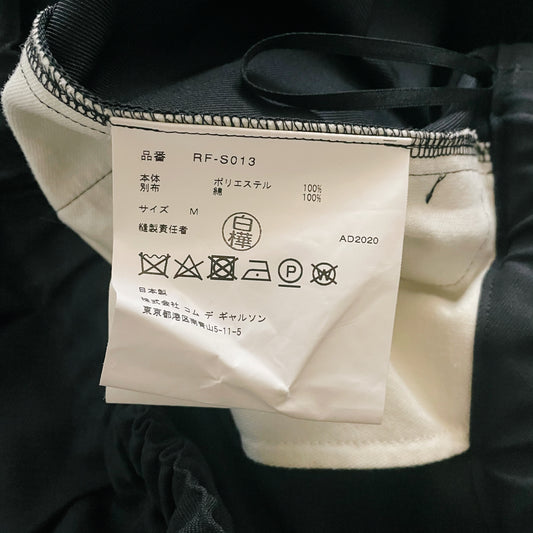 品番 RF-S013
本体 ポリエステル 100%
別布 綿 100%
サイズ M
縫製責任者 白樺 AD2020
P W
日本製
株式会社 コム デ ギャルソン
東京都港区南青山5-11-5